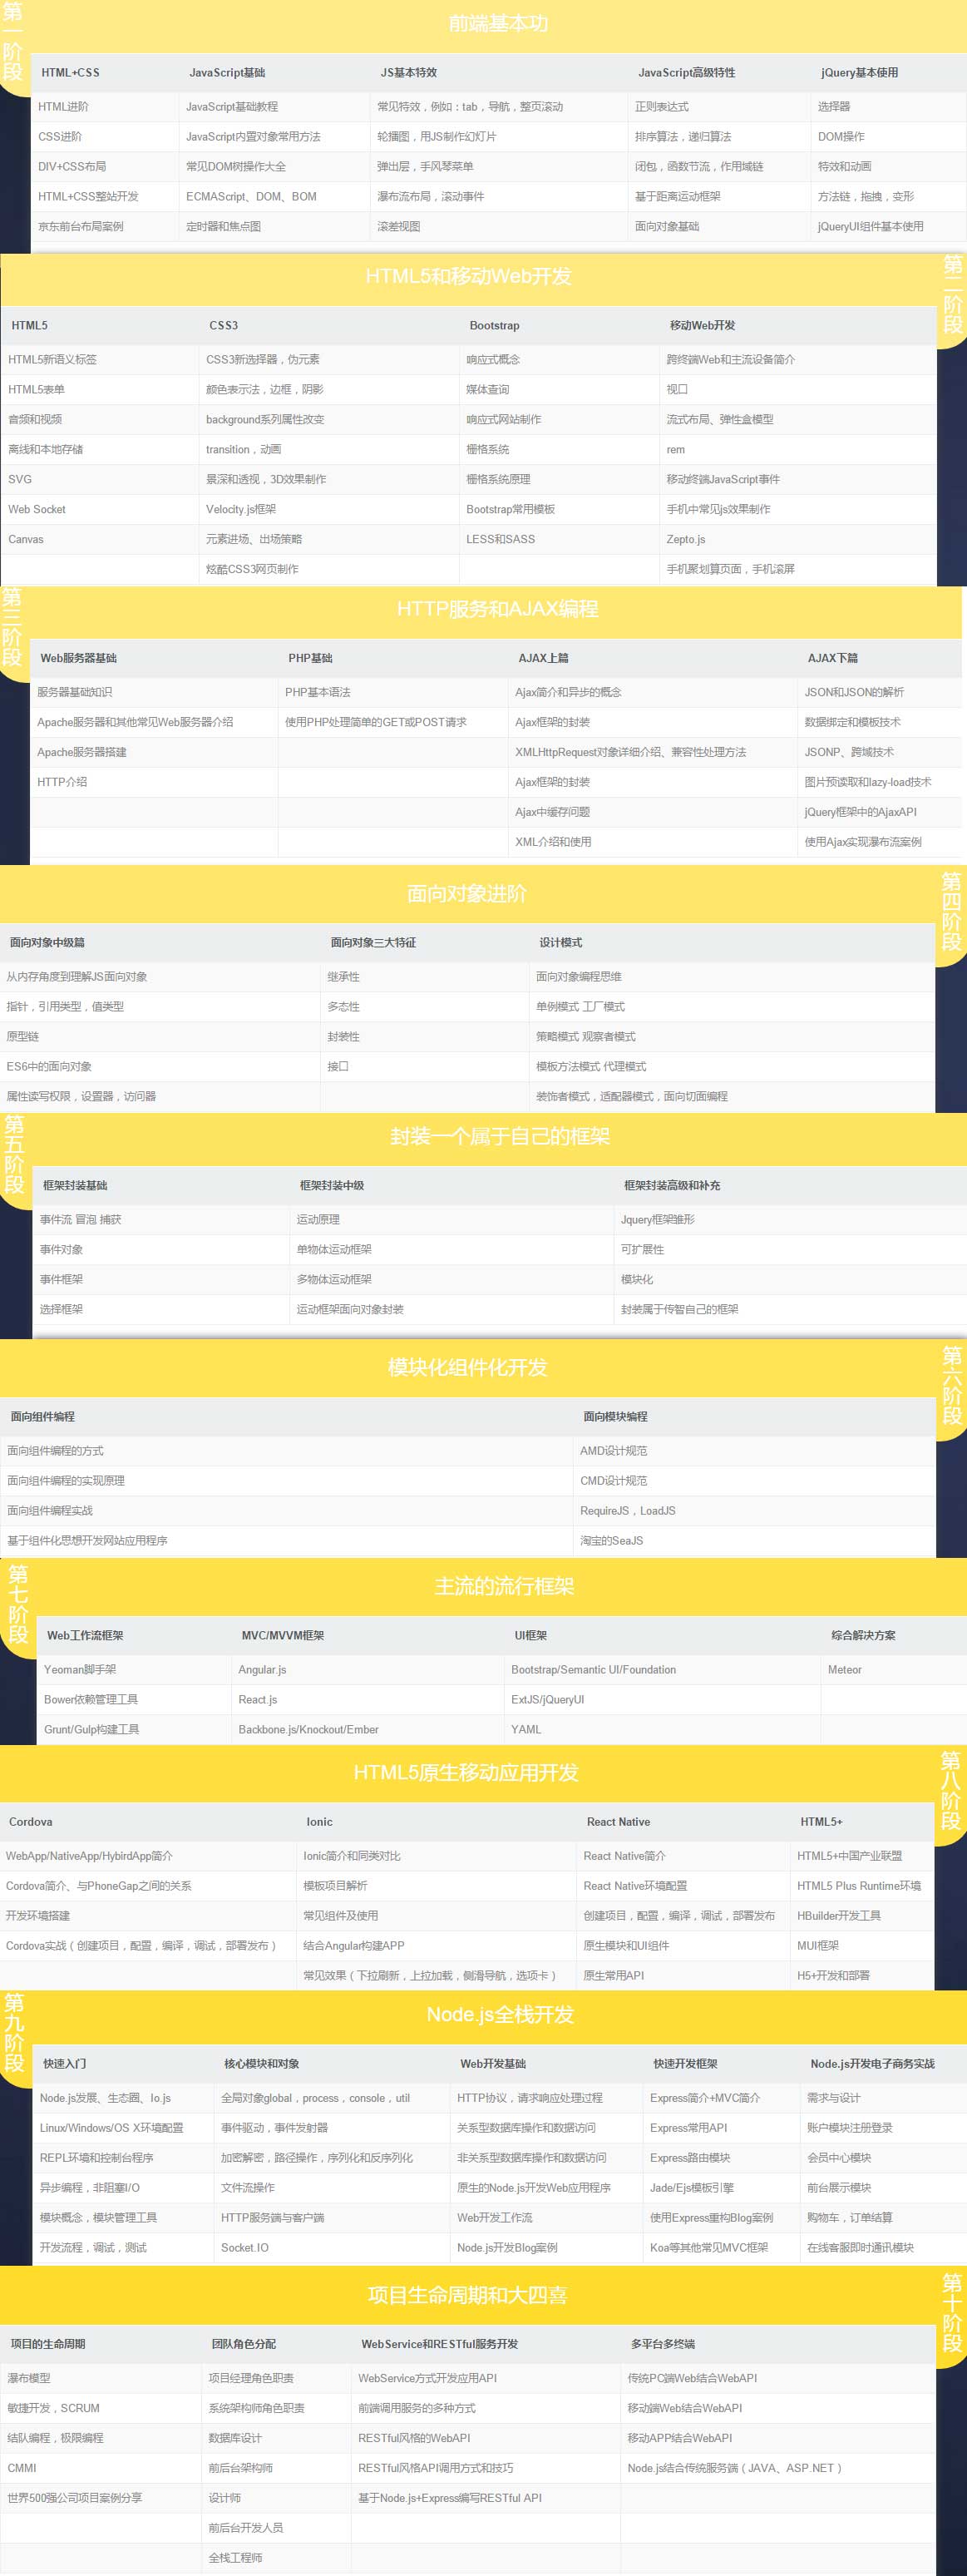 第一阶段
前端基本功
HTML+CSS JavaScript基础 JS基本特效 JavaScript高级特性 jQuery基本使用
HTML进阶 JavaScript基础教程 常见特效，例如：tab，导航，整页滚动 正则表达式 选择器
CSS进阶 JavaScript内置对象常用方法 轮播图，用JS制作幻灯片 排序算法，递归算法 DOM操作
DIV+CSS布局 常见DOM树操作大全 弹出层，手风琴菜单 闭包，函数节流，作用域链 特效和动画
HTML+CSS整站开发 ECMAScript、DOM、BOM 瀑布流布局，滚动事件 基于距离运动框架 方法链，拖拽，变形
京东前台布局案例 定时器和焦点图 滚差视图 面向对象基础 jQueryUI组件基本使用
第二阶段
HTML5和移动Web开发
HTML5 CSS3 Bootstrap 移动Web开发
HTML5新语义标签 CSS3新选择器，伪元素 响应式概念 跨终端Web和主流设备简介
HTML5表单 颜色表示法，边框，阴影 媒体查询 视口
音频和视频 background系列属性改变 响应式网站制作 流式布局、弹性盒模型
离线和本地存储 transition，动画 栅格系统 rem
SVG 景深和透视，3D效果制作 栅格系统原理 移动终端JavaScript事件
Web Socket Velocity.js框架 Bootstrap常用模板 手机中常见js效果制作
Canvas 元素进场、出场策略 LESS和SASS Zepto.js
炫酷CSS3网页制作 手机聚划算页面，手机滚屏
第三阶段
HTTP服务和AJAX编程
Web服务器基础 PHP基础 AJAX上篇 AJAX下篇
服务器基础知识 PHP基本语法 Ajax简介和异步的概念 JSON和JSON的解析
Apache服务器和其他常见Web服务器介绍 使用PHP处理简单的GET或POST请求 Ajax框架的封装 数据绑定和模板技术
Apache服务器搭建 XMLHttpRequest对象详细介绍、兼容性处理方法 JSONP、跨域技术
HTTP介绍 Ajax框架的封装 图片预读取和lazy-load技术
Ajax中缓存问题 jQuery框架中的AjaxAPI
XML介绍和使用 使用Ajax实现瀑布流案例
第四阶段
面向对象进阶
面向对象中级篇 面向对象三大特征 设计模式
从内存角度到理解JS面向对象 继承性 面向对象编程思维
指针，引用类型，值类型 多态性 单例模式 工厂模式
原型链 封装性 策略模式 观察者模式
ES6中的面向对象 接口 模板方法模式 代理模式
属性读写权限，设置器，访问器 装饰者模式，适配器模式，面向切面编程
第五阶段
封装一个属于自己的框架
框架封装基础 框架封装中级 框架封装高级和补充
事件流 冒泡 捕获 运动原理 Jquery框架雏形
事件对象 单物体运动框架 可扩展性
事件框架 多物体运动框架 模块化
选择框架 运动框架面向对象封装 封装属于传智自己的框架
第六阶段
模块化组件化开发
面向组件编程 面向模块编程
面向组件编程的方式 AMD设计规范
面向组件编程的实现原理 CMD设计规范
面向组件编程实战 RequireJS，LoadJS
基于组件化思想开发网站应用程序 淘宝的SeaJS
第七阶段
主流的流行框架
Web工作流框架 MVC/MVVM框架 UI框架 综合解决方案
Yeoman脚手架 Angular.js Bootstrap/Semantic UI/Foundation Meteor
Bower依赖管理工具 React.js ExtJS/jQueryUI
Grunt/Gulp构建工具 Backbone.js/Knockout/Ember YAML
第八阶段
HTML5原生移动应用开发
Cordova Ionic React Native HTML5+
WebApp/NativeApp/HybirdApp简介 Ionic简介和同类对比 React Native简介 HTML5+中国产业联盟
Cordova简介、与PhoneGap之间的关系 模板项目解析 React Native环境配置 HTML5 Plus Runtime环境
开发环境搭建 常见组件及使用 创建项目，配置，编译，调试，部署发布 HBuilder开发工具
Cordova实战（创建项目，配置，编译，调试，部署发布） 结合Angular构建APP 原生模块和UI组件 MUI框架
常见效果（下拉刷新，上拉加载，侧滑导航，选项卡） 原生常用API H5+开发和部署
第九阶段
Node.js全栈开发
快速入门 核心模块和对象 Web开发基础 快速开发框架 Node.js开发电子商务实战
Node.js发展、生态圈、Io.js 全局对象global，process，console，util HTTP协议，请求响应处理过程 Express简介+MVC简介 需求与设计
Linux/Windows/OS X环境配置 事件驱动，事件发射器 关系型数据库操作和数据访问 Express常用API 账户模块注册登录
REPL环境和控制台程序 加密解密，路径操作，序列化和反序列化 非关系型数据库操作和数据访问 Express路由模块 会员中心模块
异步编程，非阻塞I/O 文件流操作 原生的Node.js开发Web应用程序 Jade/Ejs模板引擎 前台展示模块
模块概念，模块管理工具 HTTP服务端与客户端 Web开发工作流 使用Express重构Blog案例 购物车，订单结算
开发流程，调试，测试 Socket.IO Node.js开发Blog案例 Koa等其他常见MVC框架 在线客服即时通讯模块
第十阶段
项目生命周期和大四喜
项目的生命周期 团队角色分配 WebService和RESTful服务开发 多平台多终端
瀑布模型 项目经理角色职责 WebService方式开发应用API 传统PC端Web结合WebAPI
敏捷开发，SCRUM 系统架构师角色职责 前端调用服务的多种方式 移动端Web结合WebAPI
结队编程，极限编程 数据库设计 RESTful风格的WebAPI 移动APP结合WebAPI
CMMI 前后台架构师 RESTful风格API调用方式和技巧 Node.js结合传统服务端（JAVA、ASP.NET）
世界500强公司项目案例分享 设计师 基于Node.js+Express编写RESTful API
前后台开发人员
全栈工程师